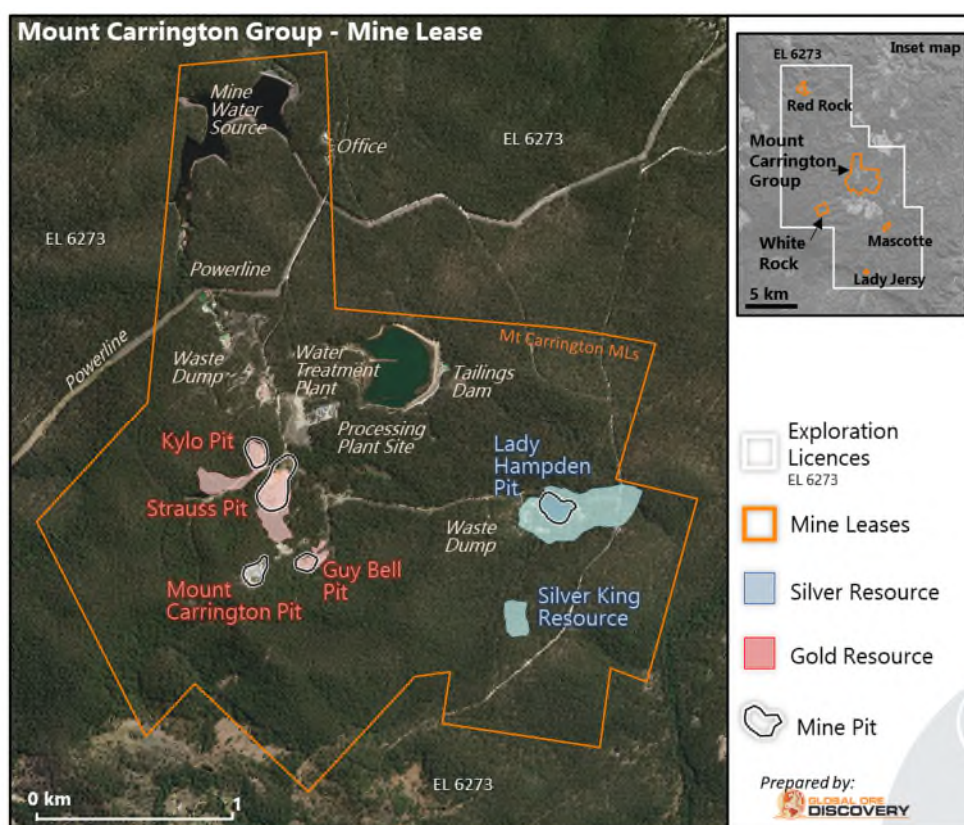 Mount Carrington Group - Mine Lease
Mine
Water
Source
Office
EL 6273
EL 6273
Powerline
Powerline
Mt Carrington MLs
Waste
Dump
Water
Treatment
Plant
Tailings
Dam
Processing
Plant Site
Kylo Pit
Lady
Hampden
Pit
Strauss Pit
Waste
Dump
Guy Bell
Pit
Mount
Carrington Pit
Silver King
Resource
EL 6273
0 km
1
Inset map
EL 6273
Red Rock
Mount
Carrington
Group
White
Rock
Mascotte
Lady Jersy
5 km
Exploration
Licences
EL 6273
Mine Leases
Silver Resource
Gold Resource
Mine Pit
Prepared by:
GLOBAL ORE
DISCOVERY